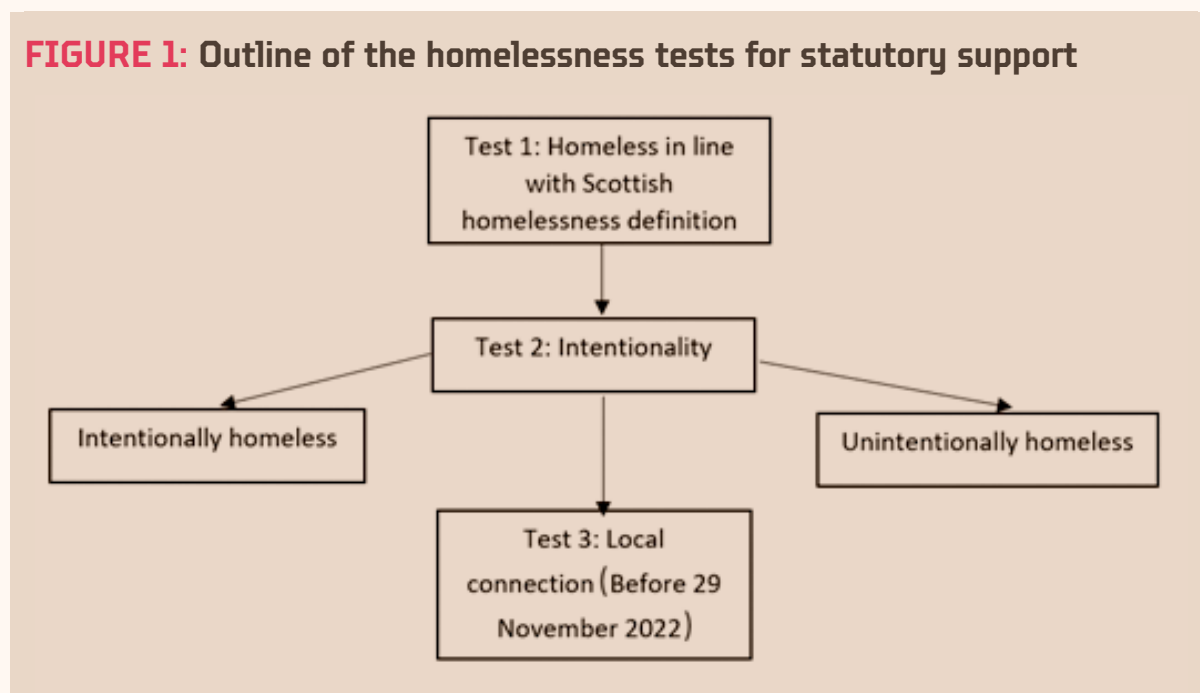 FIGURE 1: Outline of the homelessness tests for statutory support
Test 1: Homeless in line
with Scottish
homelessness definition
Test 2: Intentionality
Intentionally homeless
Unintentionally homeless
Test 3: Local
connection (Before 29
November 2022)